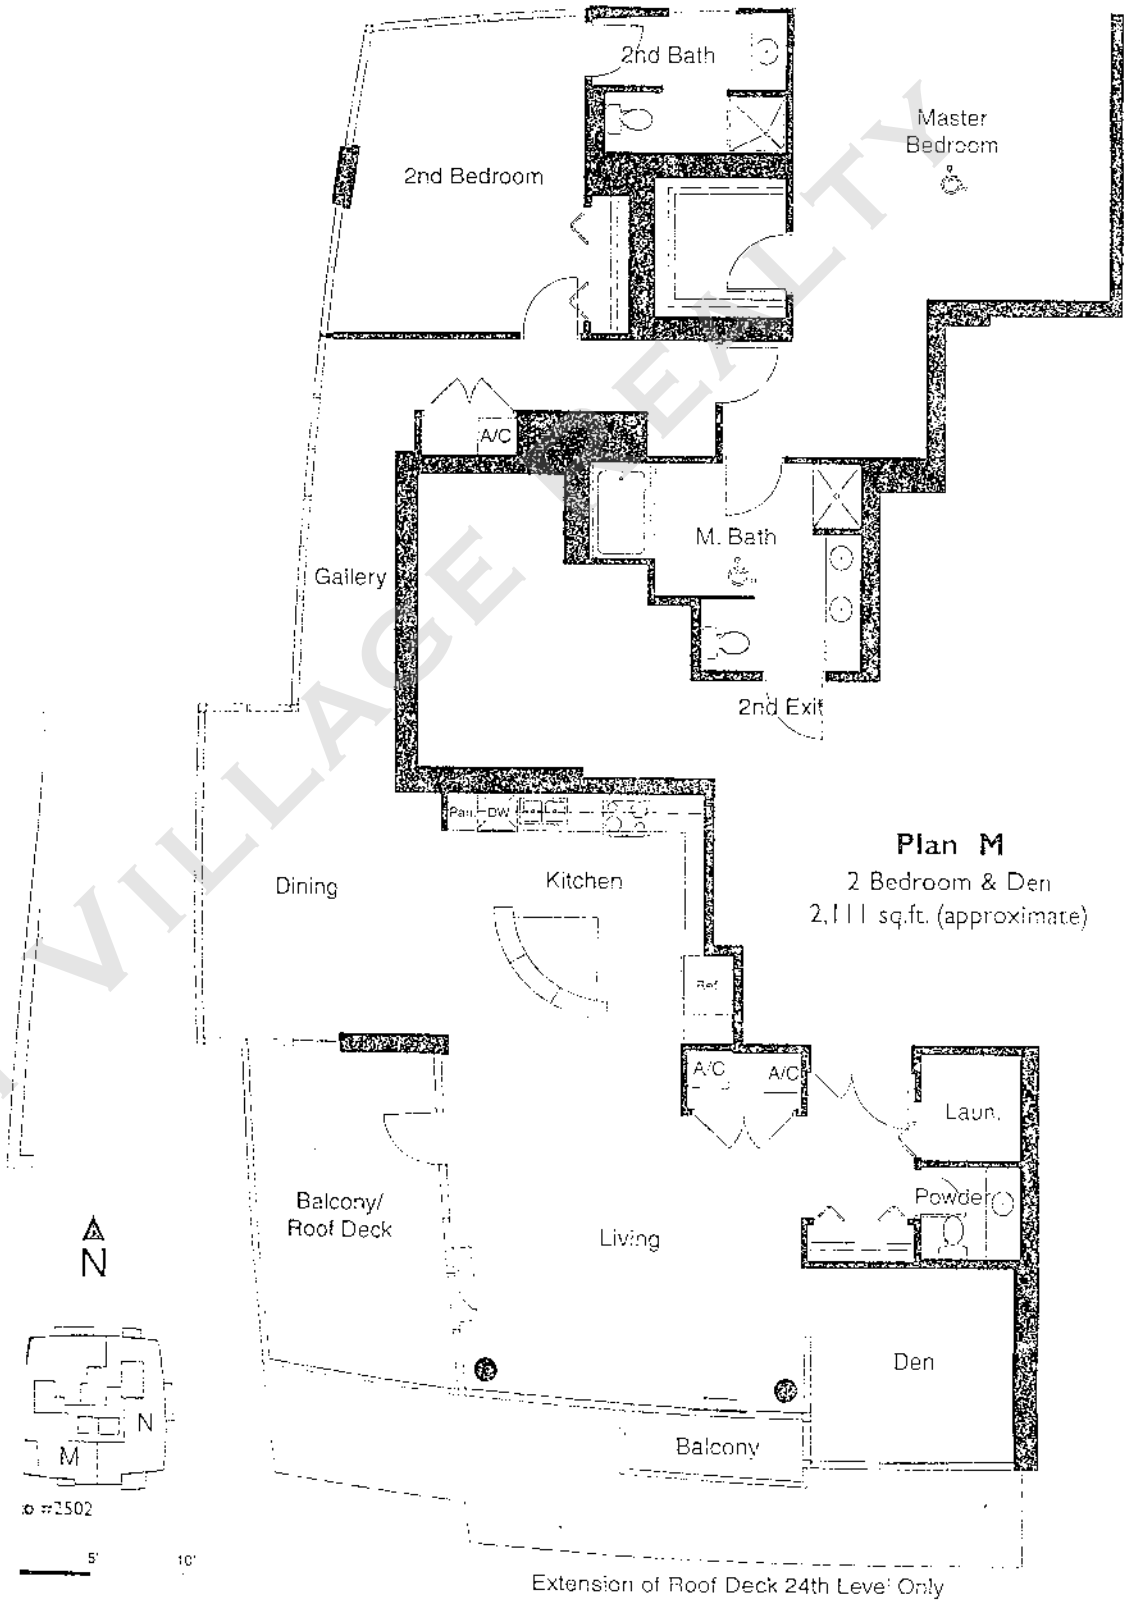 2nd Bath
Master
Bedroom
2nd Bedroom
A/C
M. Bath
Gallery
2nd Exit
Pan.
DW
Plan M
2 Bedroom & Den
2,111 sq.ft. (approximate)
Dining
Kitchen
Ref
A/C
A/C
Laun.
Powder
Balcony/
Roof Deck
Living
N
Den
N
M
Balcony
#2502
5'
10'
Extension of Roof Deck 24th Level Only
VILLAGE REALTY